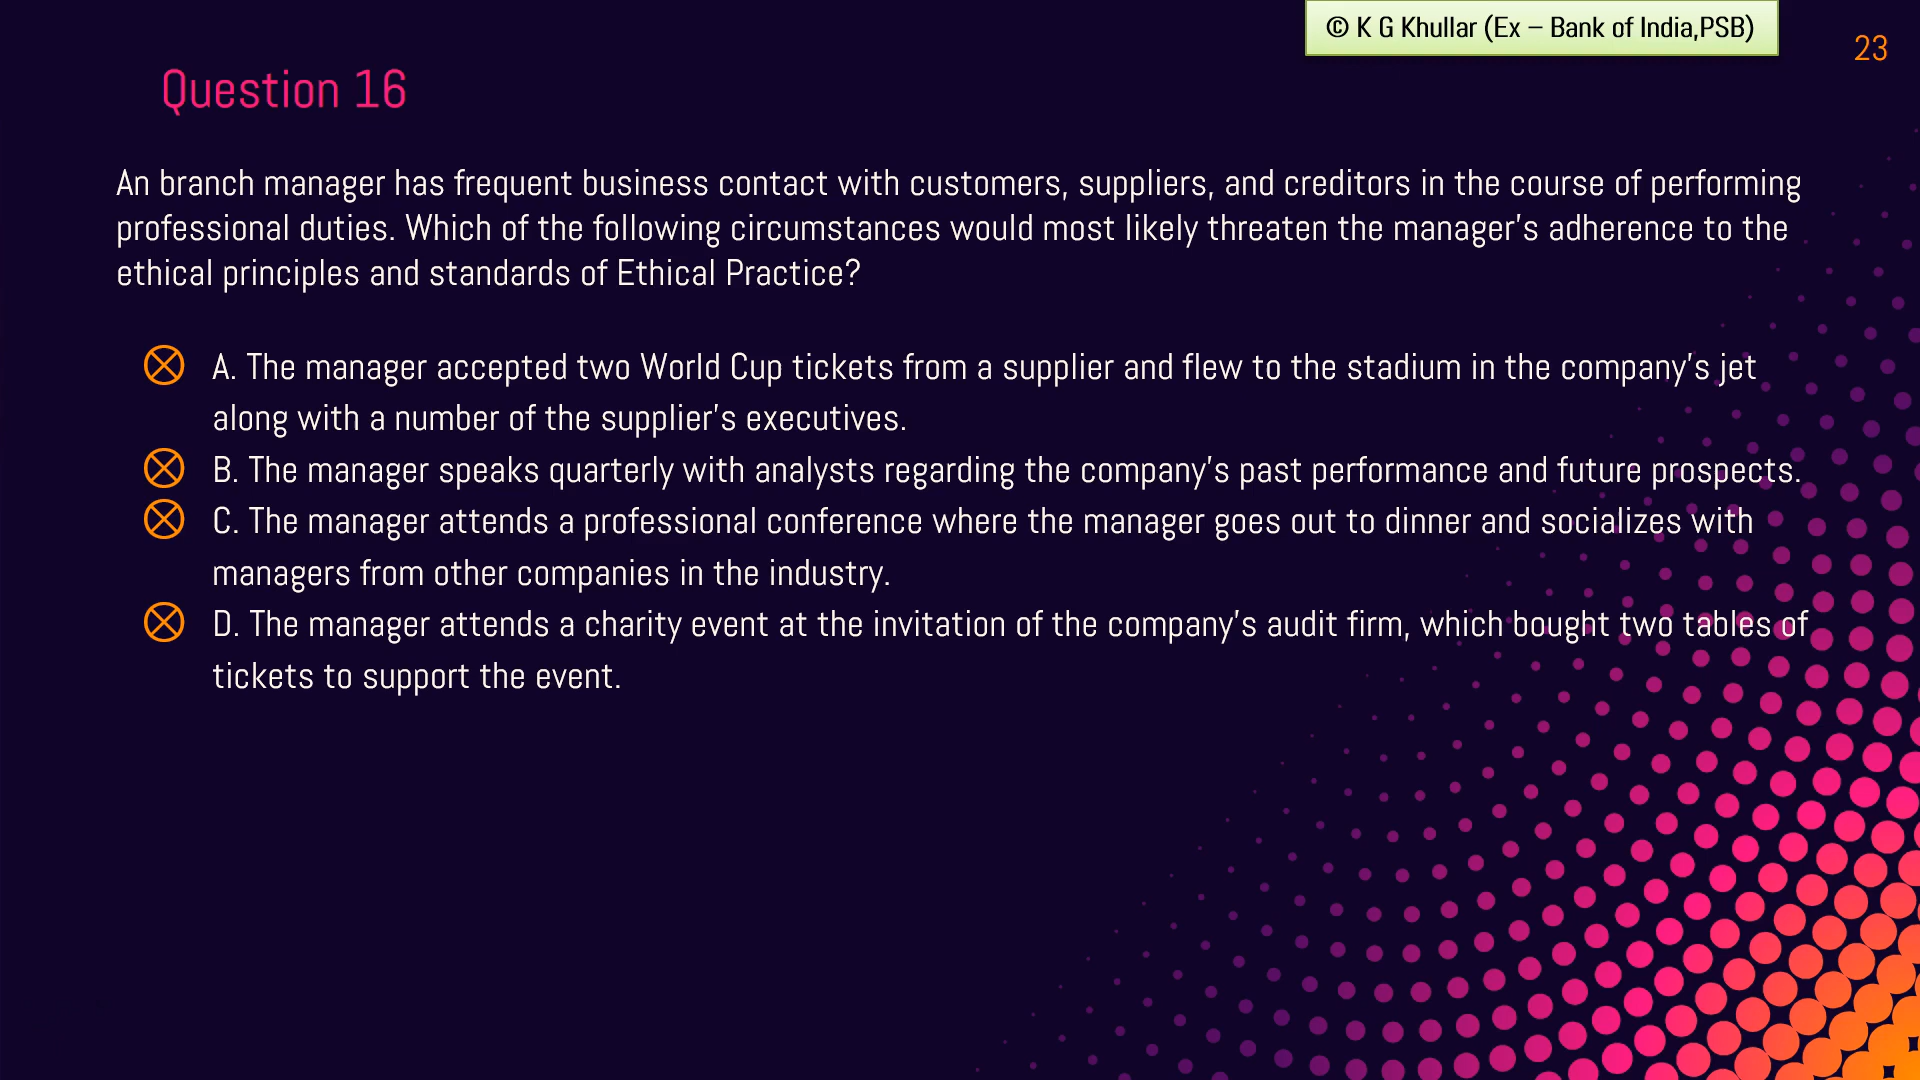 © K G Khullar (Ex – Bank of India,PSB)
23
Question 16
An branch manager has frequent business contact with customers, suppliers, and creditors in the course of performing
professional duties. Which of the following circumstances would most likely threaten the manager’s adherence to the
ethical principles and standards of Ethical Practice?
A. The manager accepted two World Cup tickets from a supplier and flew to the stadium in the company’s jet
along with a number of the supplier’s executives.
B. The manager speaks quarterly with analysts regarding the company’s past performance and future prospects.
C. The manager attends a professional conference where the manager goes out to dinner and socializes with
managers from other companies in the industry.
D. The manager attends a charity event at the invitation of the company’s audit firm, which bought two tables of
tickets to support the event.